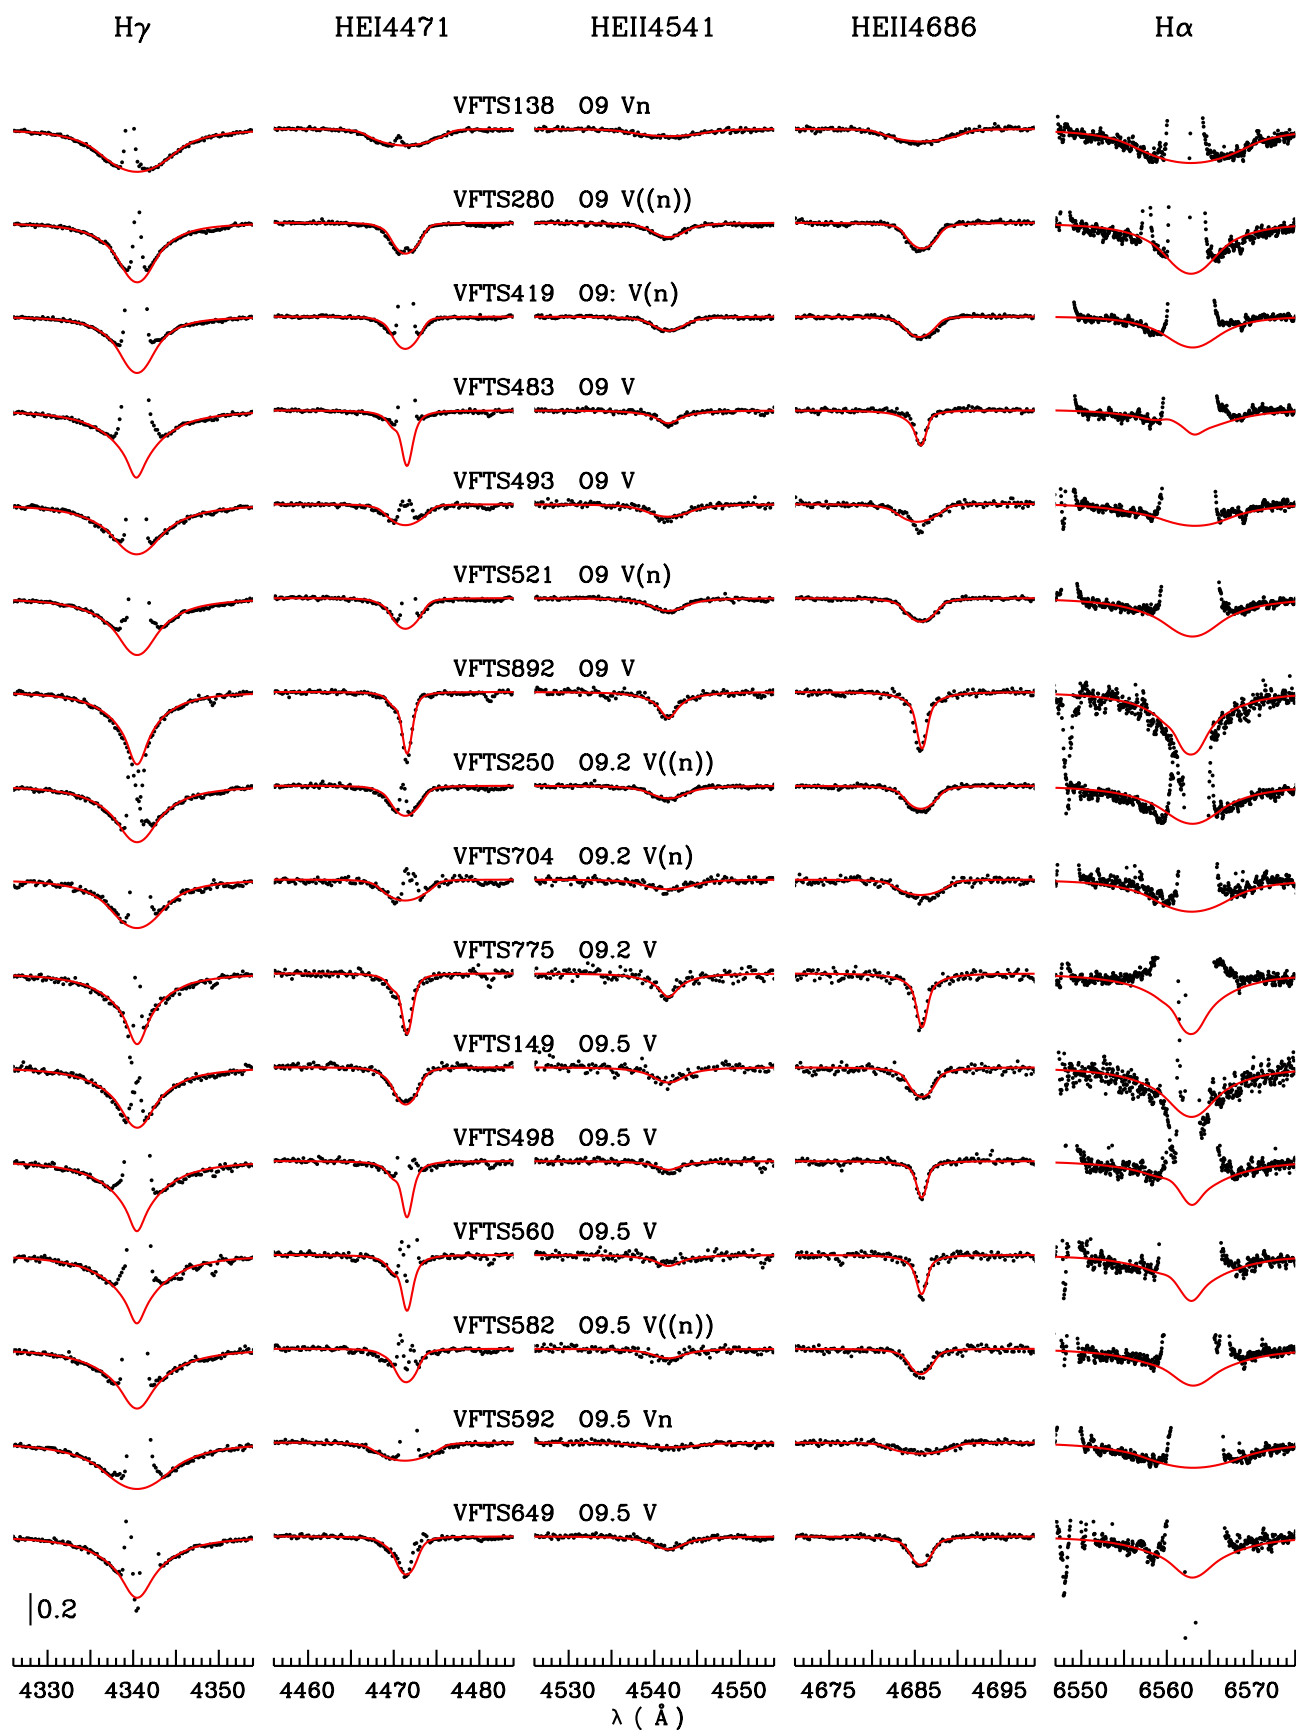 Hγ HEI4471 HEII4541 HEII4686 Hα
VFTS138 O9 Vn
VFTS280 O9 V((n))
VFTS419 O9: V(n)
VFTS483 O9 V
VFTS493 O9 V
VFTS521 O9 V(n)
VFTS892 O9 V
VFTS250 O9.2 V((n))
VFTS704 O9.2 V(n)
VFTS775 O9.2 V
VFTS149 O9.5 V
VFTS498 O9.5 V
VFTS560 O9.5 V
VFTS582 O9.5 V((n))
VFTS592 O9.5 Vn
VFTS649 O9.5 V
0.2
4330 4340 4350 4460 4470 4480 4530 4540 4550 4675 4685 4695 6550 6560 6570
λ ( Å )